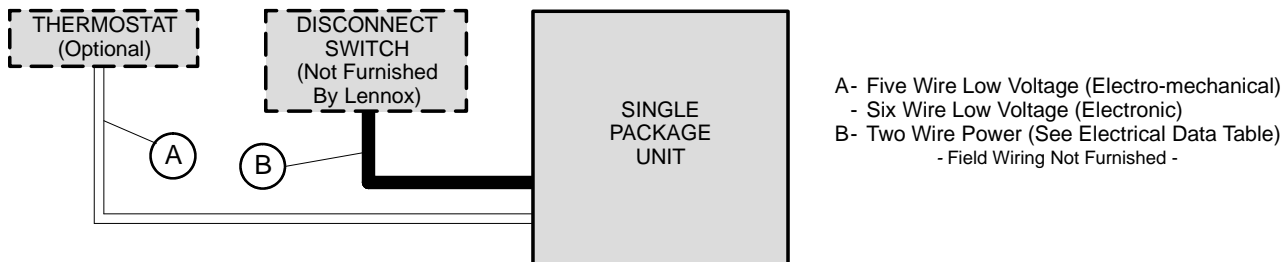 THERMOSTAT
(Optional)
DISCONNECT
SWITCH
(Not Furnished
By Lennox)
SINGLE
PACKAGE
UNIT
A
B
A- Five Wire Low Voltage (Electro-mechanical)
- Six Wire Low Voltage (Electronic)
B- Two Wire Power (See Electrical Data Table)
- Field Wiring Not Furnished -